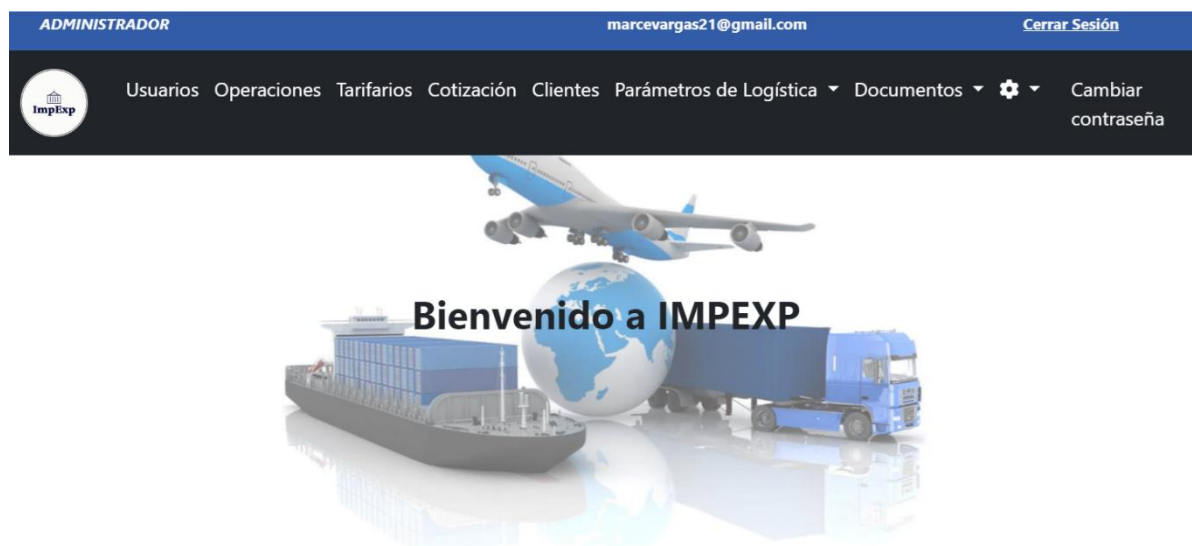 ADMINISTRADOR marcevargas21@gmail.com Cerrar Sesión
ImpExp Usuarios Operaciones Tarifarios Cotización Clientes Parámetros de Logística Documentos Cambiar
contraseña
Bienvenido a IMPEXP